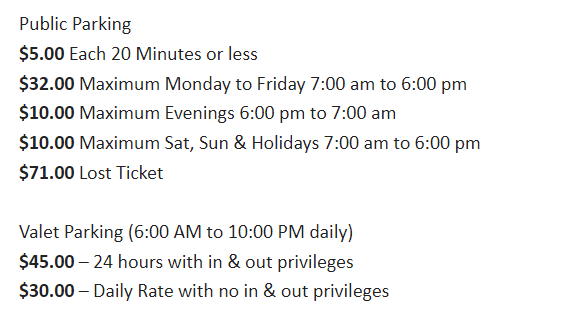 Public Parking
$5.00 Each 20 Minutes or less
$32.00 Maximum Monday to Friday 7:00 am to 6:00 pm
$10.00 Maximum Evenings 6:00 pm to 7:00 am
$10.00 Maximum Sat, Sun & Holidays 7:00 am to 6:00 pm
$71.00 Lost Ticket
Valet Parking (6:00 AM to 10:00 PM daily)
$45.00 – 24 hours with in & out privileges
$30.00 – Daily Rate with no in & out privileges